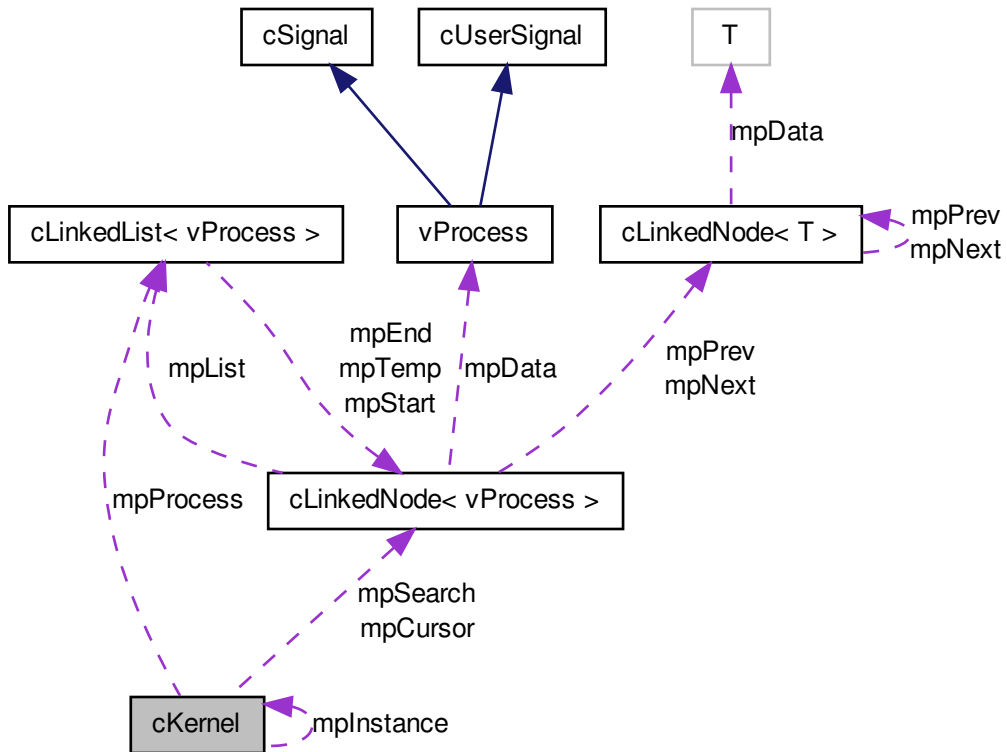 cSignal
cUserSignal
T
mpData
cLinkedList< vProcess >
vProcess
cLinkedNode< T >
mpPrev
mpNext
mpList
mpEnd
mpTemp
mpStart
mpData
mpPrev
mpNext
mpProcess
cLinkedNode< vProcess >
mpSearch
mpCursor
cKernel
mpInstance